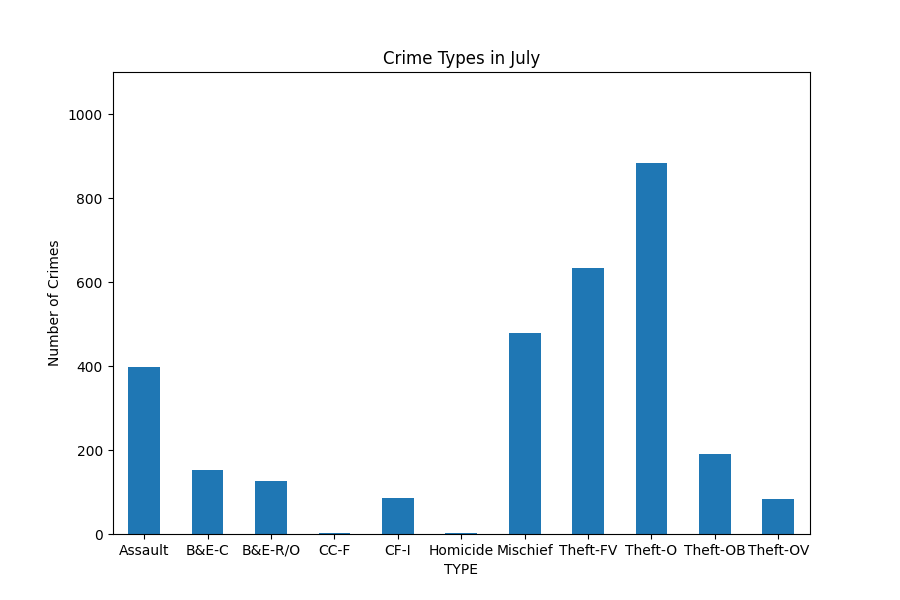 Crime Types in July
1000
800
600
400
200
0
Number of Crimes
Assault B&E-C B&E-R/O CC-F CF-I Homicide Mischief Theft-FV Theft-O Theft-OB Theft-OV
TYPE